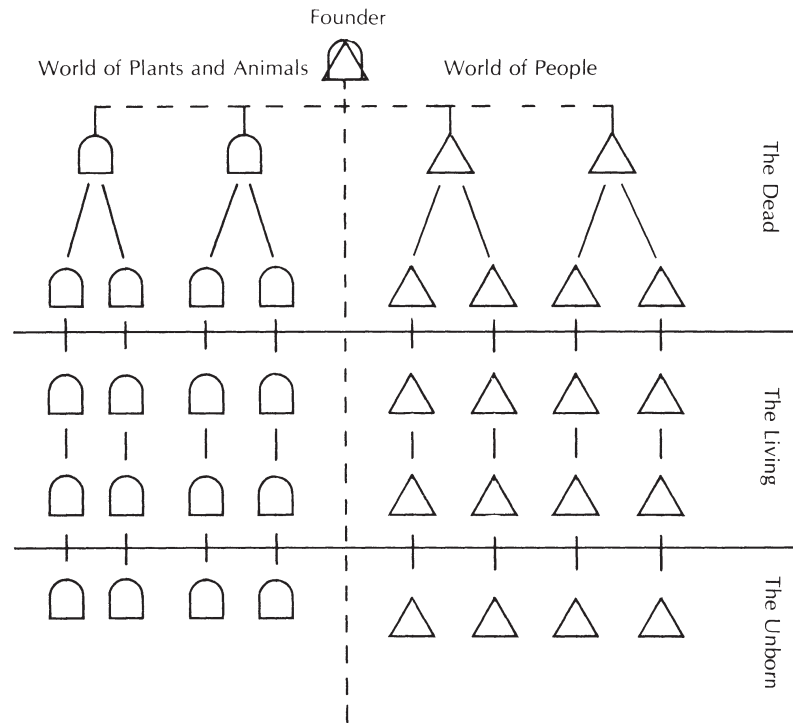 Founder
World of Plants and Animals
World of People
The Dead
The Living
The Unborn